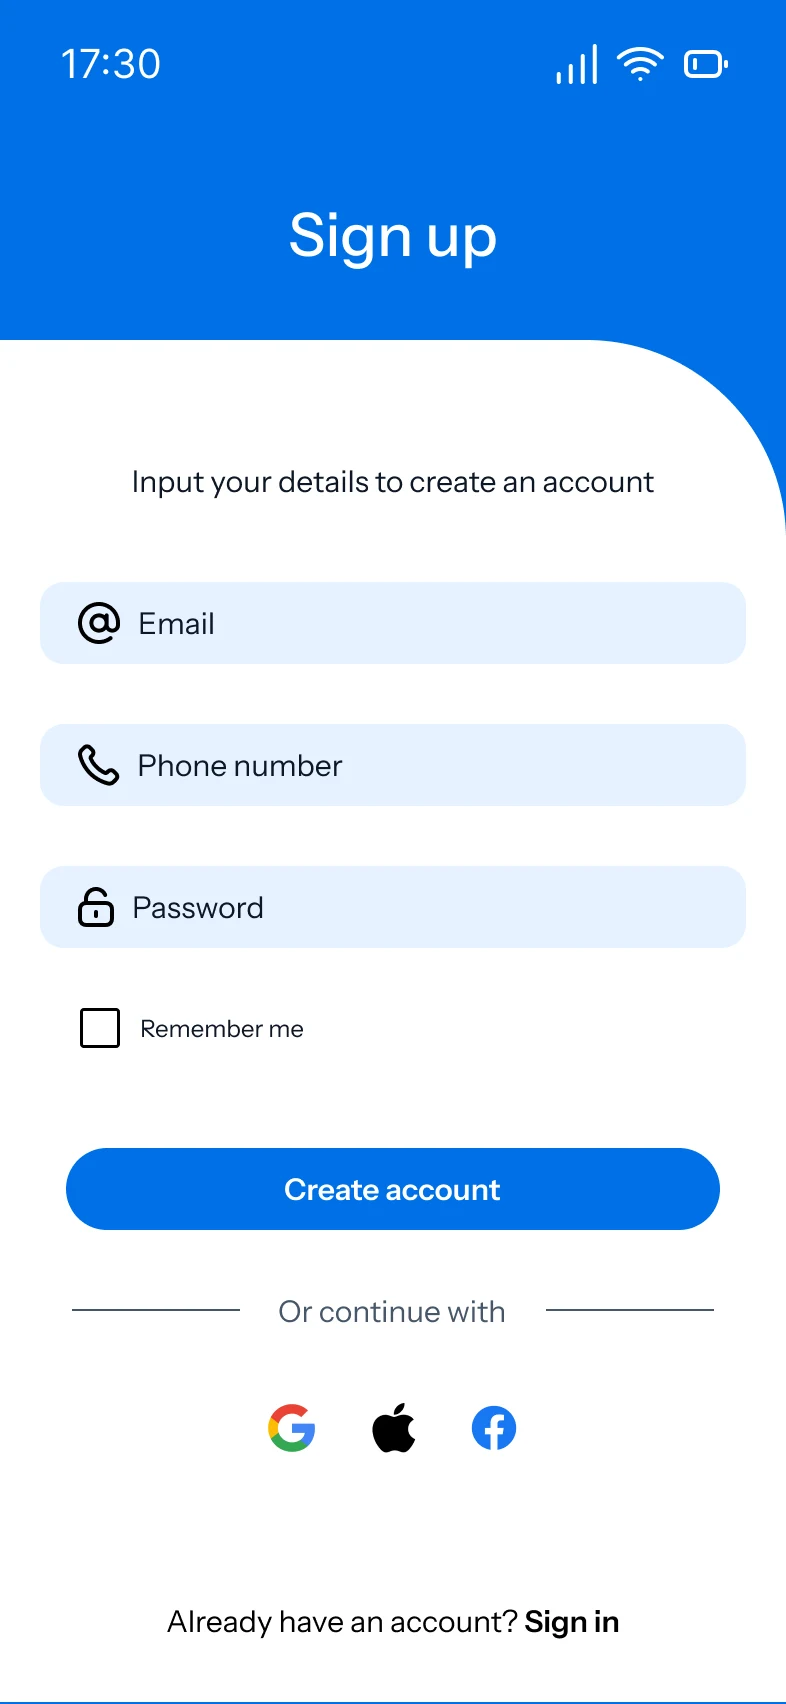 17:30
Sign up
Input your details to create an account
Email
Phone number
Password
Remember me
Create account
Or continue with
Already have an account? Sign in